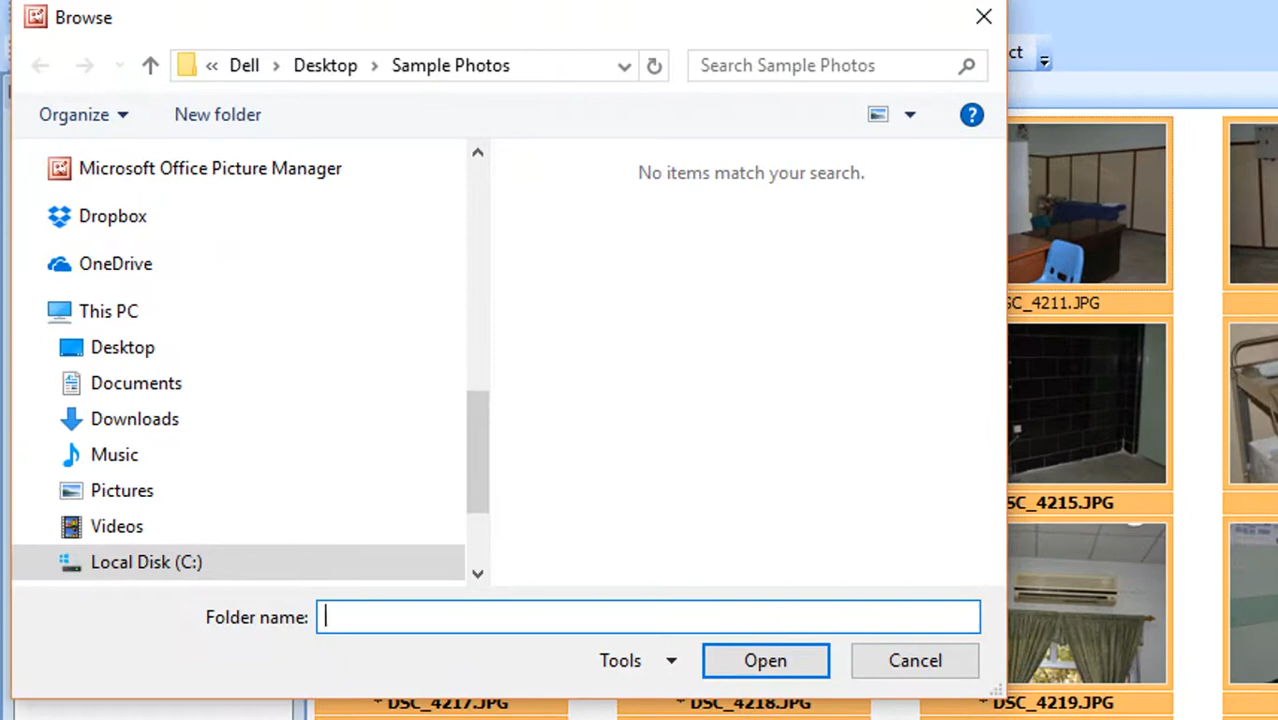 Browse
« Dell > Desktop > Sample Photos
Search Sample Photos
ct
Organize
New folder
?
Microsoft Office Picture Manager
No items match your search.
Dropbox
OneDrive
This PC
Desktop
Documents
Downloads
Music
Pictures
Videos
Local Disk (C:)
SC_4211.JPG
SC_4215.JPG
Folder name:
Tools
Open
Cancel
* DSC_4217.JPG
* DSC_4218.JPG
* DSC_4219.JPG